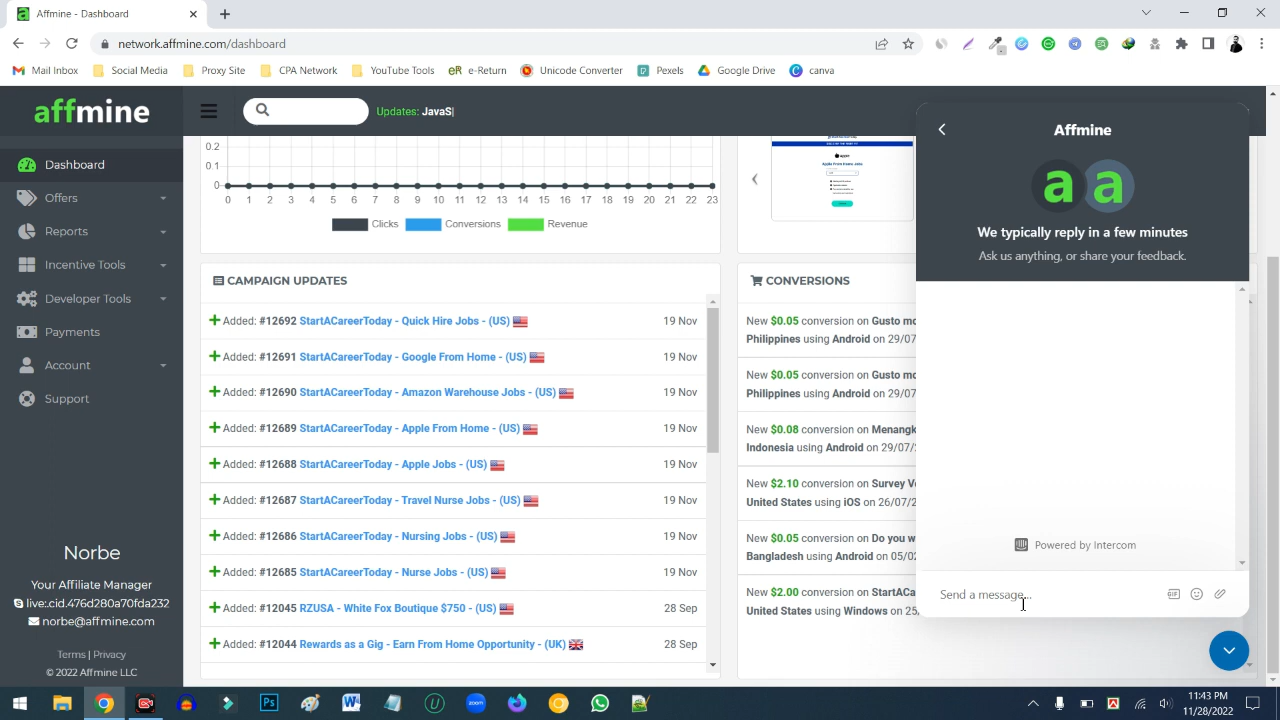 Affmine - Dashboard
network.affmine.com/dashboard
Mail Inbox
Social Media
Proxy Site
CPA Network
YouTube Tools
e-Return
Unicode Converter
Pexels
Google Drive
canva
affmine
Updates: JavaS|
Dashboard
Offers
Reports
Incentive Tools
Developer Tools
Payments
Account
Support
Norbe
Your Affiliate Manager
live:cid.476d280a70fda232
norbe@affmine.com
Terms | Privacy
© 2022 Affmine LLC
0.2
0.1
0
0 1 2 3 4 5 6 7 8 9 10 11 12 13 14 15 16 17 18 19 20 21 22 23
Clicks Conversions Revenue
CAMPAIGN UPDATES
Added: #12692 StartACareerToday - Quick Hire Jobs - (US) 19 Nov
Added: #12691 StartACareerToday - Google From Home - (US) 19 Nov
Added: #12690 StartACareerToday - Amazon Warehouse Jobs - (US) 19 Nov
Added: #12689 StartACareerToday - Apple From Home - (US) 19 Nov
Added: #12688 StartACareerToday - Apple Jobs - (US) 19 Nov
Added: #12687 StartACareerToday - Travel Nurse Jobs - (US) 19 Nov
Added: #12686 StartACareerToday - Nursing Jobs - (US) 19 Nov
Added: #12685 StartACareerToday - Nurse Jobs - (US) 19 Nov
Added: #12045 RZUSA - White Fox Boutique $750 - (US) 28 Sep
Added: #12044 Rewards as a Gig - Earn From Home Opportunity - (UK) 28 Sep
Apple From Home Jobs
CONVERSIONS
New $0.05 conversion on Gusto mo
Philippines using Android on 29/07
New $0.05 conversion on Gusto mo
Philippines using Android on 29/07
New $0.08 conversion on Menangk
Indonesia using Android on 29/07/
New $2.10 conversion on Survey V
United States using iOS on 26/07/2
New $0.05 conversion on Do you w
Bangladesh using Android on 05/02
New $2.00 conversion on StartACa
United States using Windows on 25
Affmine
a a
We typically reply in a few minutes
Ask us anything, or share your feedback.
Powered by Intercom
Send a message...
GIF
11:43 PM
11/28/2022